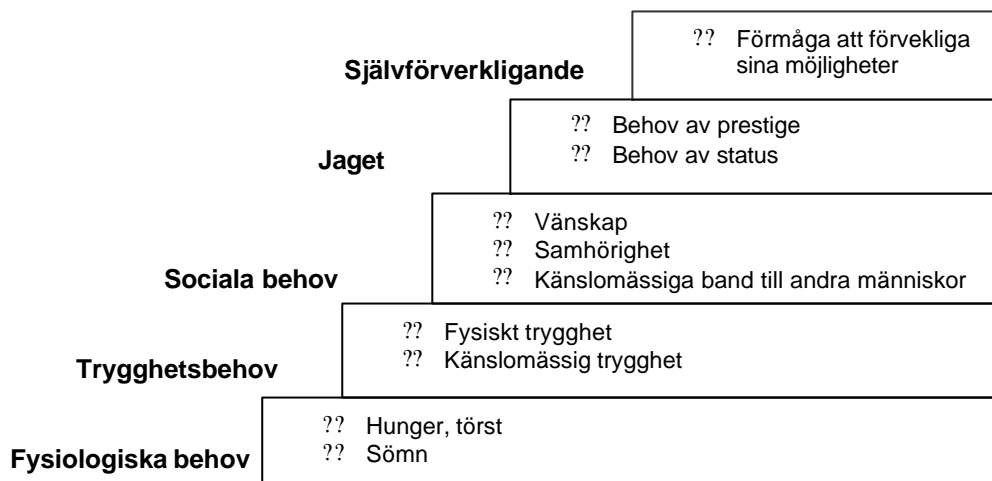 ?? Förmåga att förvekliga
sina möjligheter
Självförverkligande
?? Behov av prestige
?? Behov av status
Jaget
?? Vänskap
?? Samhörighet
?? Känslomässiga band till andra människor
Sociala behov
?? Fysiskt trygghet
?? Känslomässig trygghet
Trygghetsbehov
?? Hunger, törst
?? Sömn
Fysiologiska behov